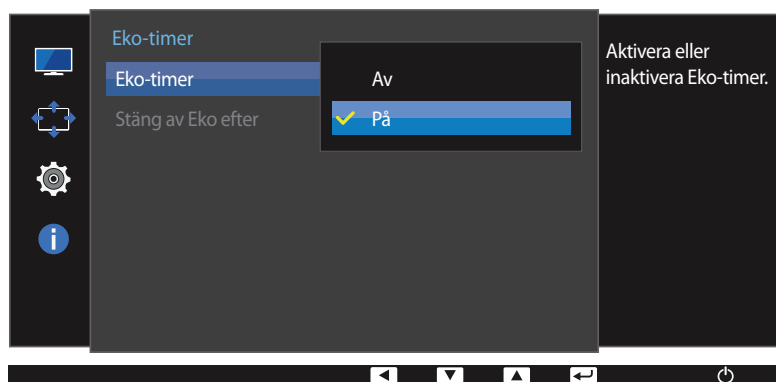 Eko-timer
Eko-timer
Stäng av Eko efter
Av
På
Aktivera eller
inaktivera Eko-timer.